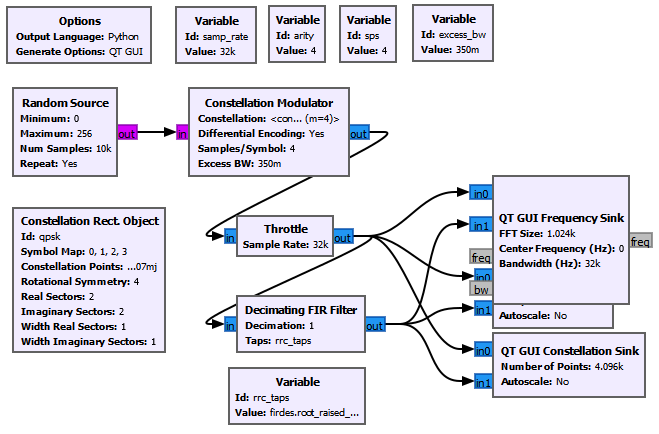 Options
Output Language: Python
Generate Options: QT GUI
Variable
Id: samp_rate
Value: 32k
Variable
Id: arity
Value: 4
Variable
Id: sps
Value: 4
Variable
Id: excess_bw
Value: 350m
Random Source
Minimum: 0
Maximum: 256
Num Samples: 10k
Repeat: Yes
out
in
Constellation Modulator
Constellation: <con... (m=4)>
Differential Encoding: Yes
Samples/Symbol: 4
Excess BW: 350m
out
Constellation Rect. Object
Id: qpsk
Symbol Map: 0, 1, 2, 3
Constellation Points: ...07mj
Rotational Symmetry: 4
Real Sectors: 2
Imaginary Sectors: 2
Width Real Sectors: 1
Width Imaginary Sectors: 1
in
Throttle
Sample Rate: 32k
out
in
Decimating FIR Filter
Decimation: 1
Taps: rrc_taps
out
Variable
Id: rrc_taps
Value: firdes.root_raised_...
in0
in1
freq
bw
QT GUI Frequency Sink
FFT Size: 1.024k
Center Frequency (Hz): 0
Bandwidth (Hz): 32k
freq
in0
in1
Autoscale: No
in0
in1
QT GUI Constellation Sink
Number of Points: 4.096k
Autoscale: No